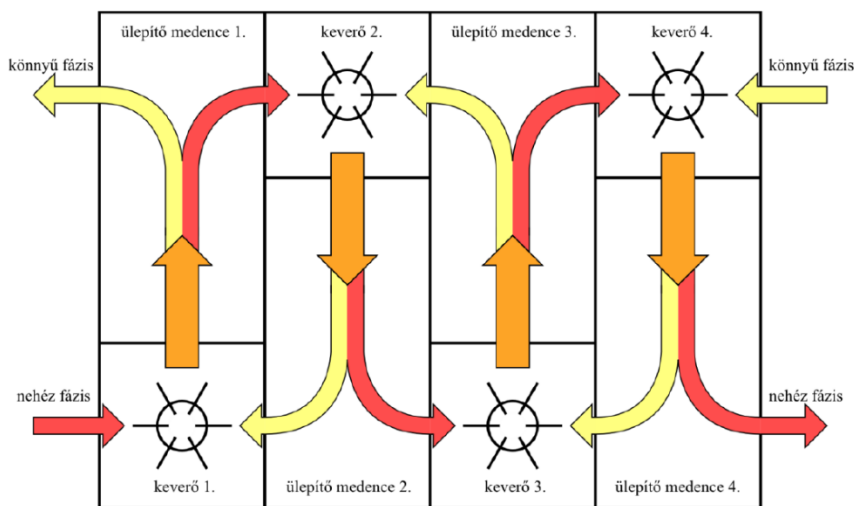 ülepítő medence 1.
keverő 2.
ülepítő medence 3.
keverő 4.
könnyű fázis
könnyű fázis
nehéz fázis
nehéz fázis
keverő 1.
ülepítő medence 2.
keverő 3.
ülepítő medence 4.